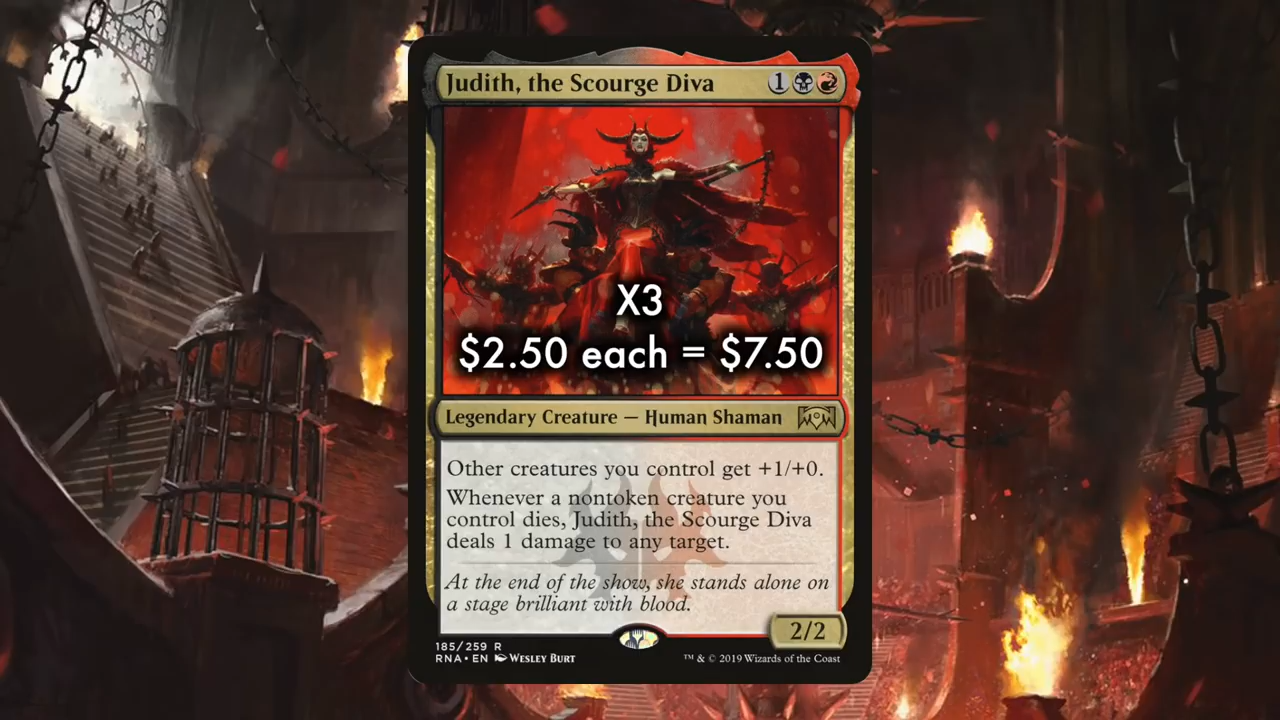 Judith, the Scourge Diva 1
X3
$2.50 each = $7.50
Legendary Creature — Human Shaman
Other creatures you control get +1/+0.
Whenever a nontoken creature you
control dies, Judith, the Scourge Diva
deals 1 damage to any target.
At the end of the show, she stands alone on
a stage brilliant with blood.
2/2
185/259 R
RNA • EN Wesley Burt
™ & © 2019 Wizards of the Coast